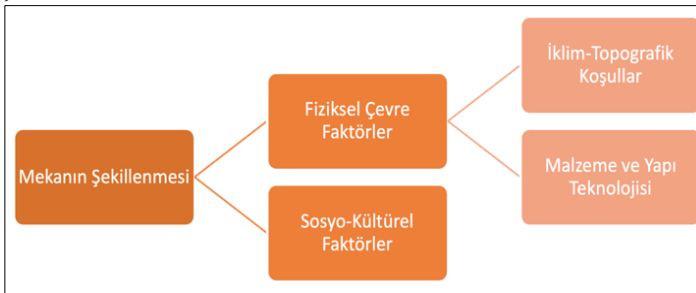 Mekanın Şekillenmesi
Fiziksel Çevre
Faktörler
Sosyo-Kültürel
Faktörler
İklim-Topografik
Koşullar
Malzeme ve Yapı
Teknolojisi